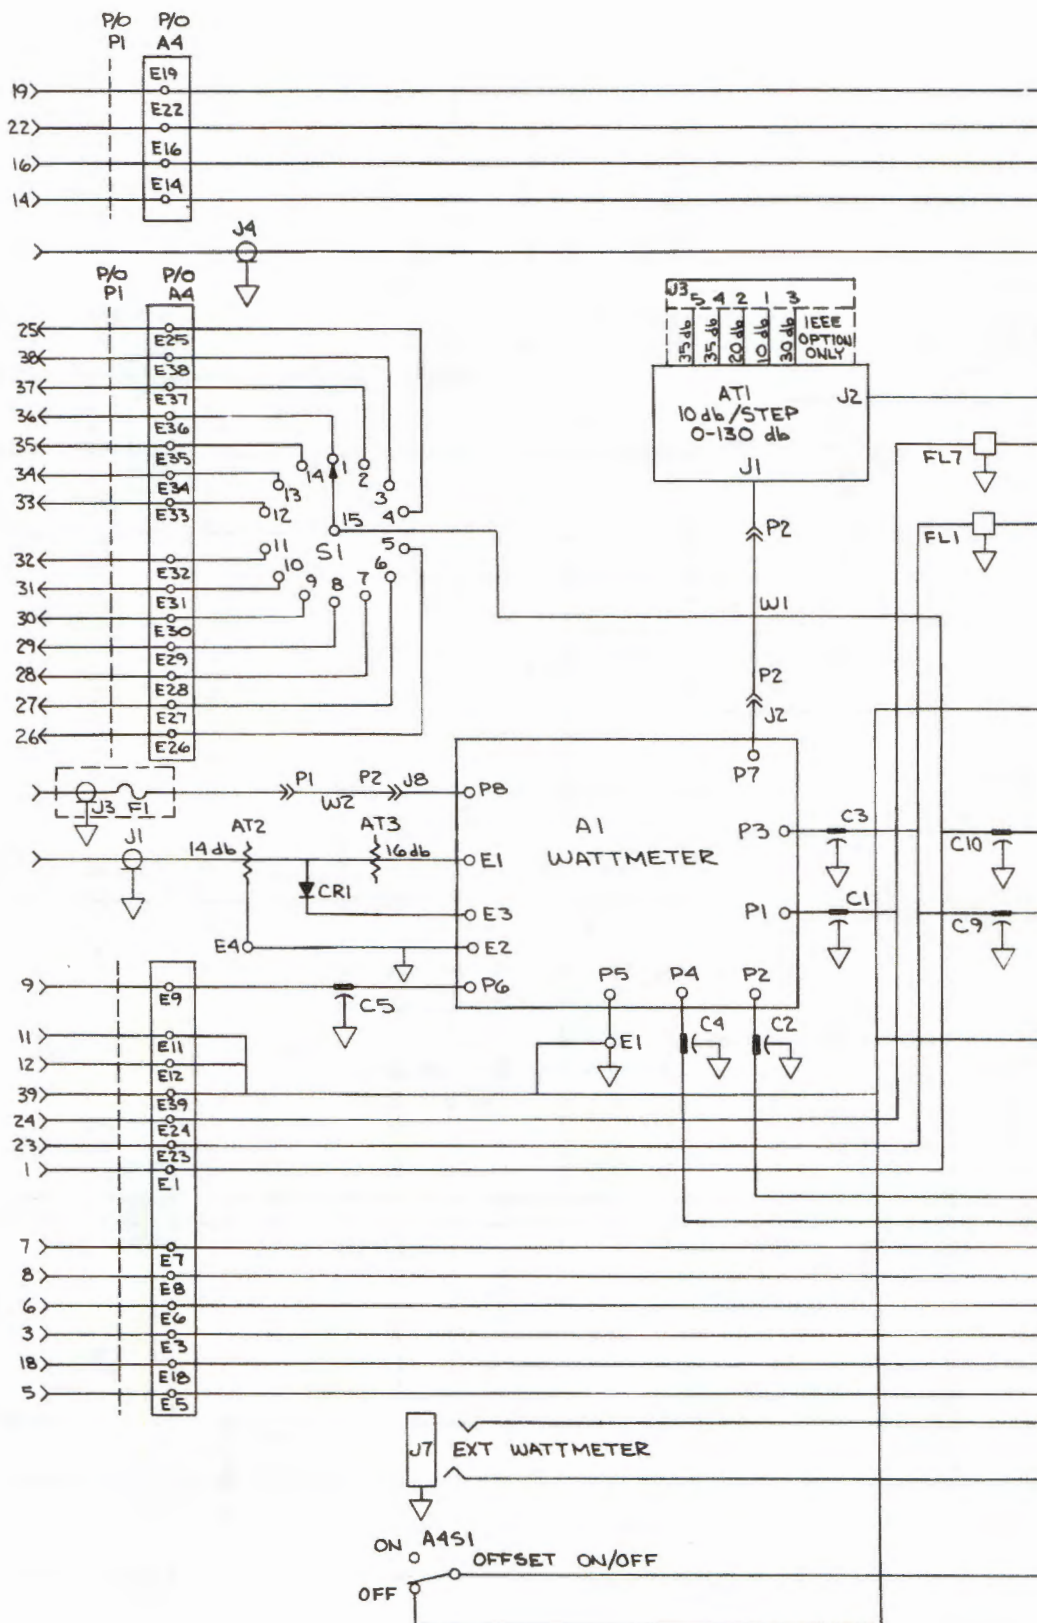 P/O P/O
P1 A4
19 E19
22 E22
16 E16
14 E14
J4
P/O P/O
P1 A4
25 E25
38 E38
37 E37
36 E36
35 E35
34 E34
33 E33
32 E32
31 E31
30 E30
29 E29
28 E28
27 E27
26 E26
14 1 2
13 3
12 15 4
11 S1 5
10 6
9 8 7
J3 5 4 2 1 3
35 db 35 db 20 db 10 db 30 db IEEE OPTION ONLY
AT1
10 db/STEP
0-130 db
J2
J1
FL7
FL1
P2
W1
P2
J2
P7
J3 F1
P1 P2 J8
W2
P8
A1
WATTMETER
P3 C3
C10
J1
AT2 AT3
14 db 16 db
E1
CR1
E3
P1 C1
C9
E4 E2
P6
C5
P5 P4 P2
E1 C4 C2
9 E9
11 E11
12 E12
39 E39
24 E24
23 E23
1 E1
7 E7
8 E8
6 E6
3 E3
18 E18
5 E5
J7 EXT WATTMETER
A4S1
ON
OFFSET ON/OFF
OFF